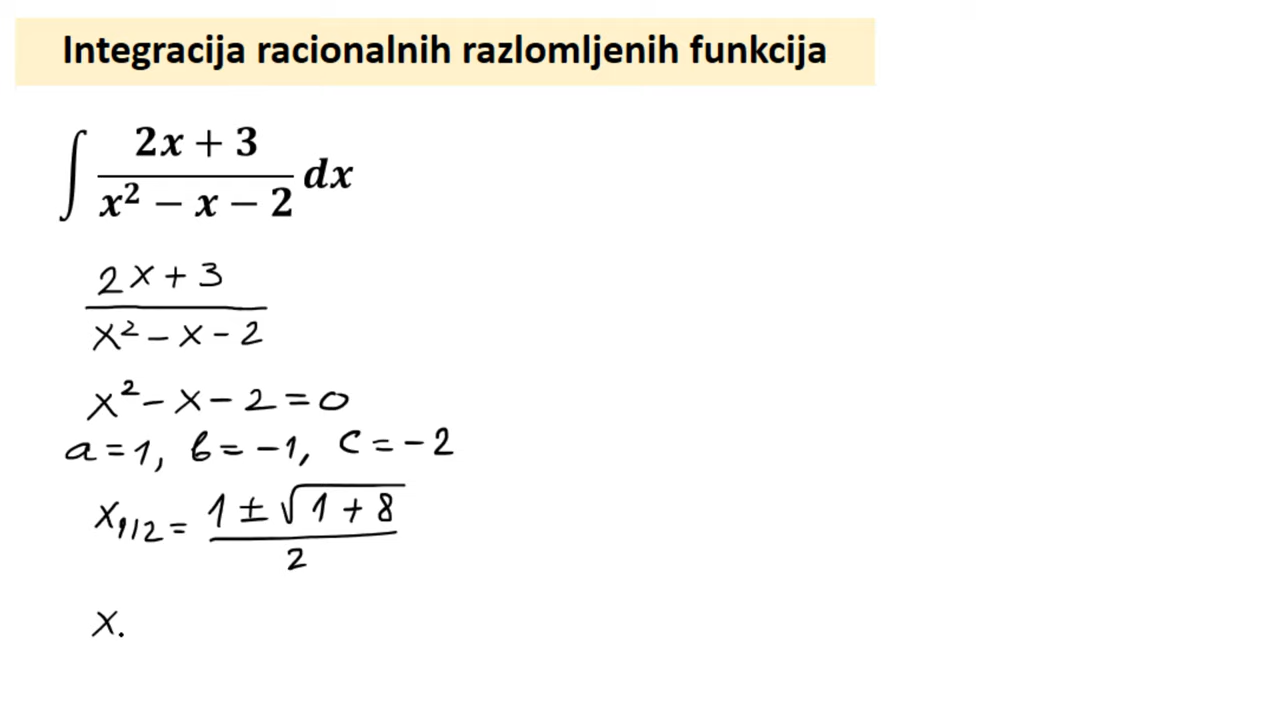 Integracija racionalnih razlomljenih funkcija
∫ (2x + 3)/(x² − x − 2) dx
(2x + 3)/(x² − x − 2)
x² − x − 2 = 0
a = 1, b = −1, c = −2
x₁/₂ = (1 ± √(1 + 8))/2
x.